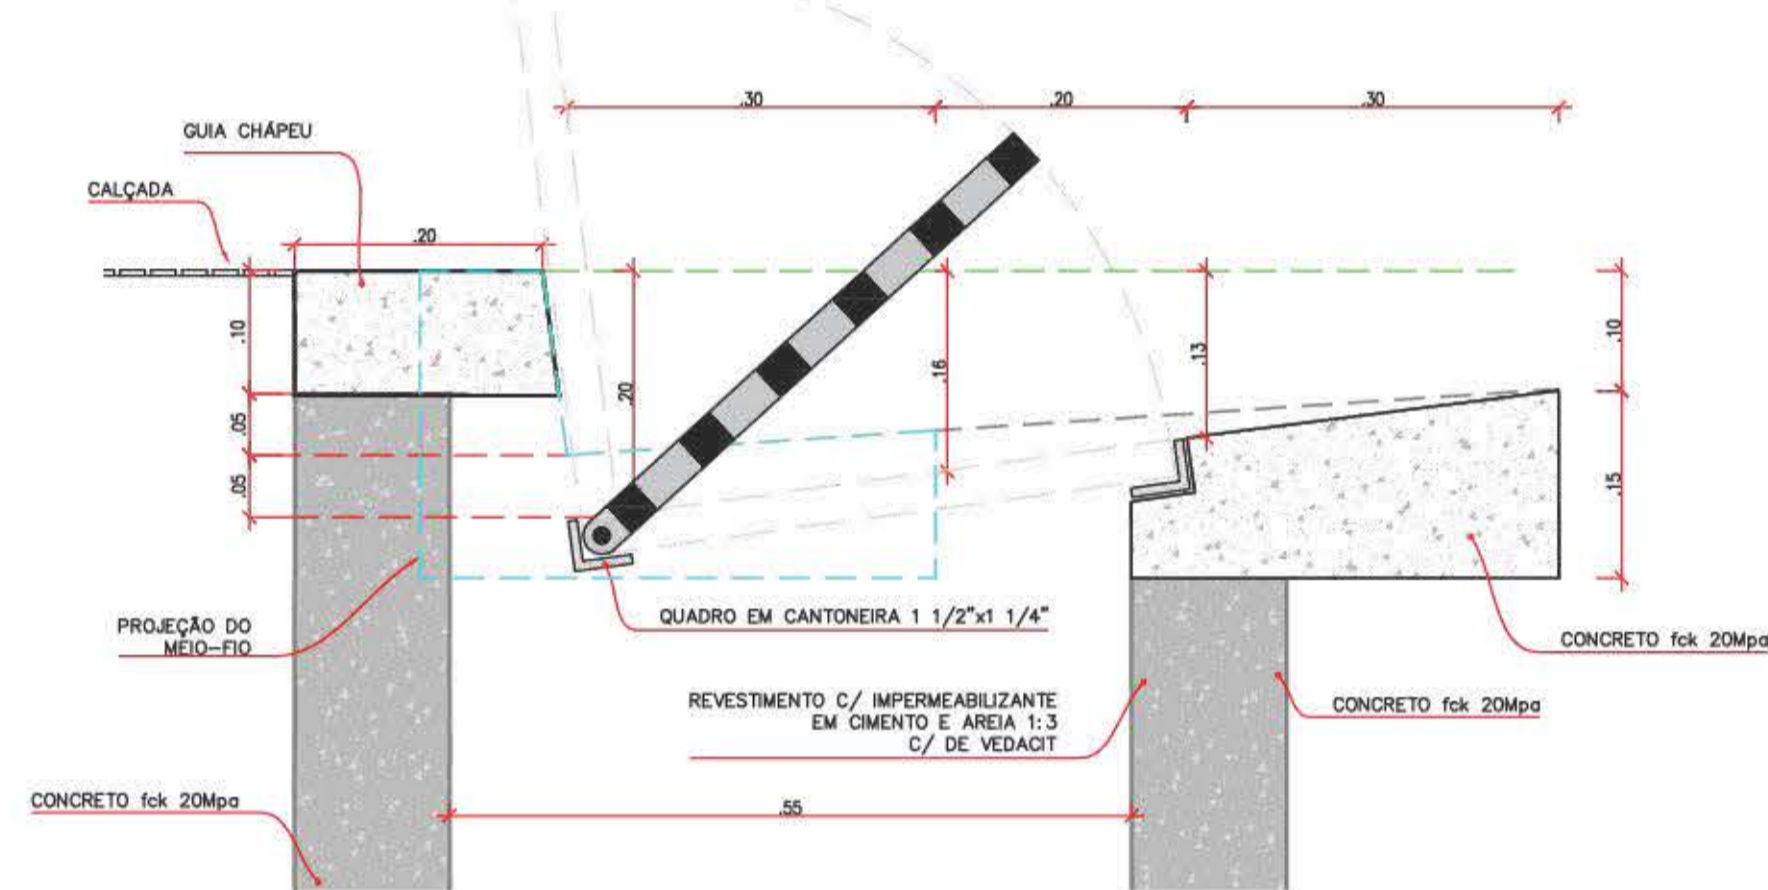 .30
.20
.30
GUIA CHÁPEU
CALÇADA
.20
.10
.05
.05
.20
.16
.13
.10
.15
QUADRO EM CANTONEIRA 1 1/2"x1 1/4"
PROJEÇÃO DO
MEIO-FIO
CONCRETO fck 20Mpa
REVESTIMENTO C/ IMPERMEABILIZANTE
EM CIMENTO E AREIA 1:3
C/ DE VEDACIT
CONCRETO fck 20Mpa
CONCRETO fck 20Mpa
.55